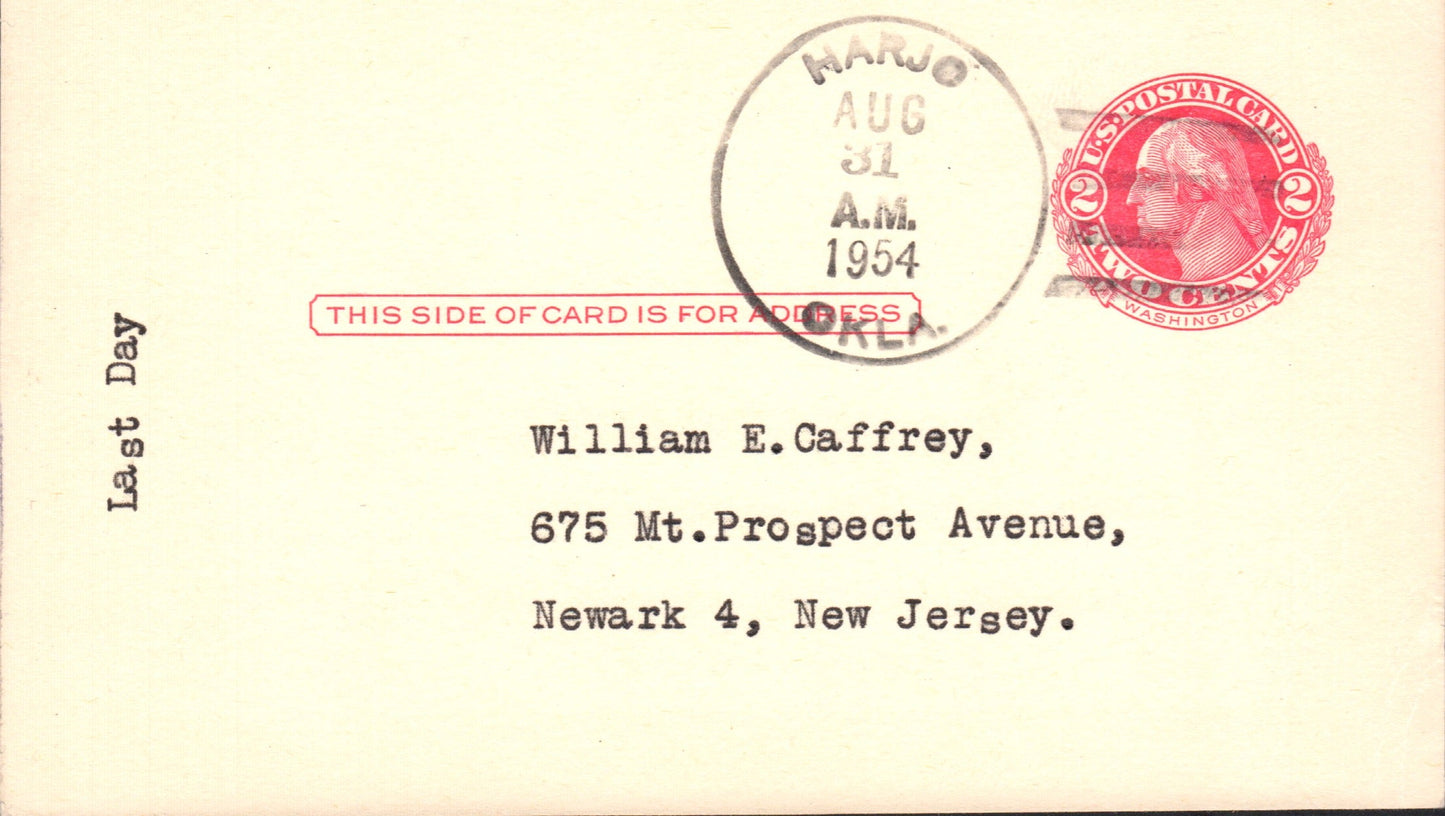 HARJO
AUG
31
A.M.
1954
OKLA.
U.S. POSTAL CARD
2 2
TWO CENTS
WASHINGTON
THIS SIDE OF CARD IS FOR ADDRESS
Last Day
William E.Caffrey,
675 Mt.Prospect Avenue,
Newark 4, New Jersey.